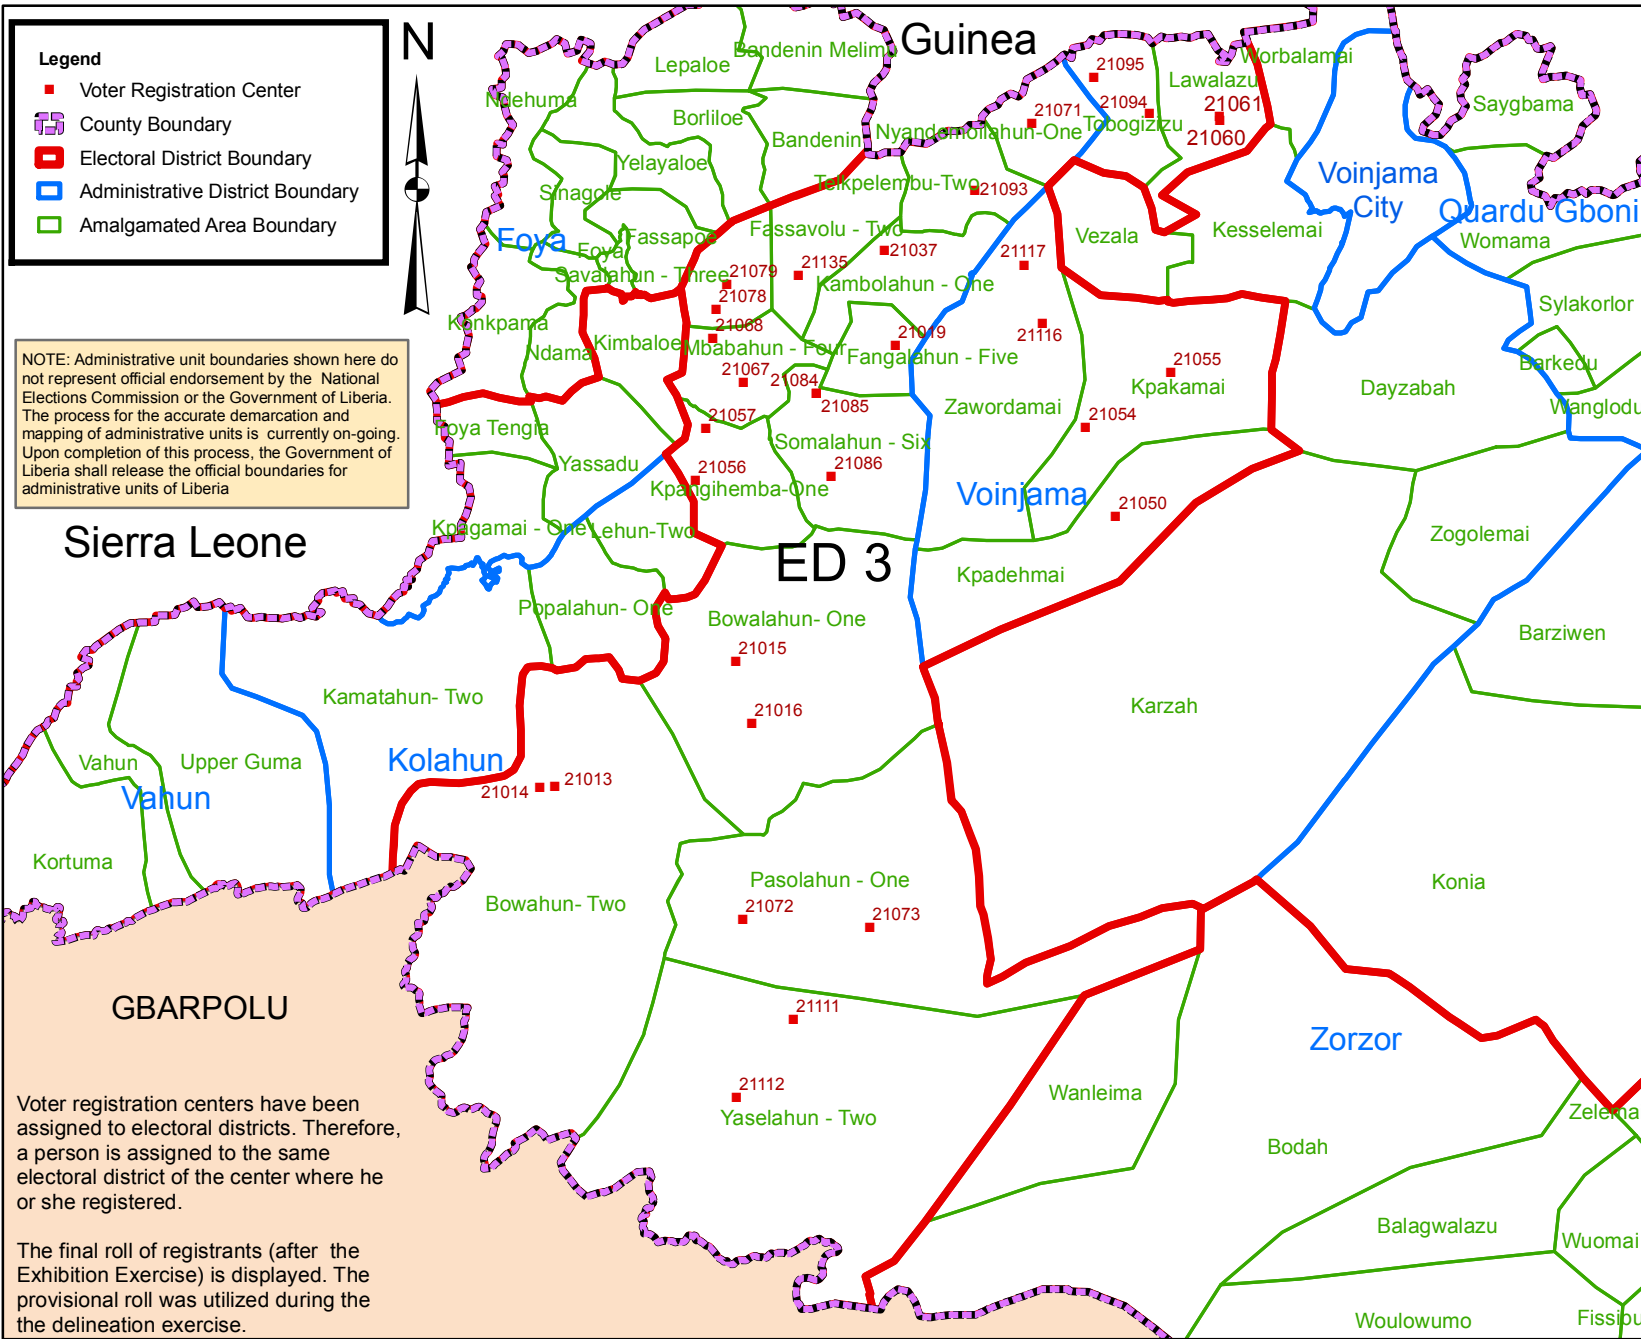 Legend
Voter Registration Center
County Boundary
Electoral District Boundary
Administrative District Boundary
Amalgamated Area Boundary
N
NOTE: Administrative unit boundaries shown here do
not represent official endorsement by the National
Elections Commission or the Government of Liberia.
The process for the accurate demarcation and
mapping of administrative units is currently on-going.
Upon completion of this process, the Government of
Liberia shall release the official boundaries for
administrative units of Liberia
Guinea
Sierra Leone
GBARPOLU
ED 3
Voter registration centers have been
assigned to electoral districts. Therefore,
a person is assigned to the same
electoral district of the center where he
or she registered.
The final roll of registrants (after the
Exhibition Exercise) is displayed. The
provisional roll was utilized during the
the delineation exercise.
Foya
Voinjama
City
Quardu Gboni
Voinjama
Kolahun
Vahun
Zorzor
Bandenin Melimu
Lepaloe
Ndehuma
Borliloe
Bandenin
Yelayaloe
Sinagole
Fassapoe
Foya
Savalahun - Three
Konkpama
Ndama
Kimbaloe
Foya Tengia
Yassadu
Kpagamai - One
Lehun-Two
Popalahun- One
Kamatahun- Two
Upper Guma
Vahun
Kortuma
Nyandemollahun-One
Telkpelembu-Two
Fassavolu - Two
Kambolahun - One
Mbabahun - Four
Fangalahun - Five
Somalahun - Six
Kpangihemba-One
Bowalahun- One
Bowahun- Two
Pasolahun - One
Yaselahun - Two
Tobogizizu
Lawalazu
Worbalamai
Saygbama
Vezala
Kesselemai
Womama
Sylakorlor
Barkedu
Wanglodu
Zawordamai
Kpakamai
Dayzabah
Kpadehmai
Zogolemai
Barziwen
Karzah
Konia
Wanleima
Bodah
Zelema
Balagwalazu
Wuomai
Woulowumo
Fissibu
21095
21071
21094
21061
21060
21093
21037
21117
21135
21079
21078
21068
21019
21116
21067
21084
21085
21055
21057
21054
21056
21086
21050
21015
21016
21014
21013
21072
21073
21111
21112